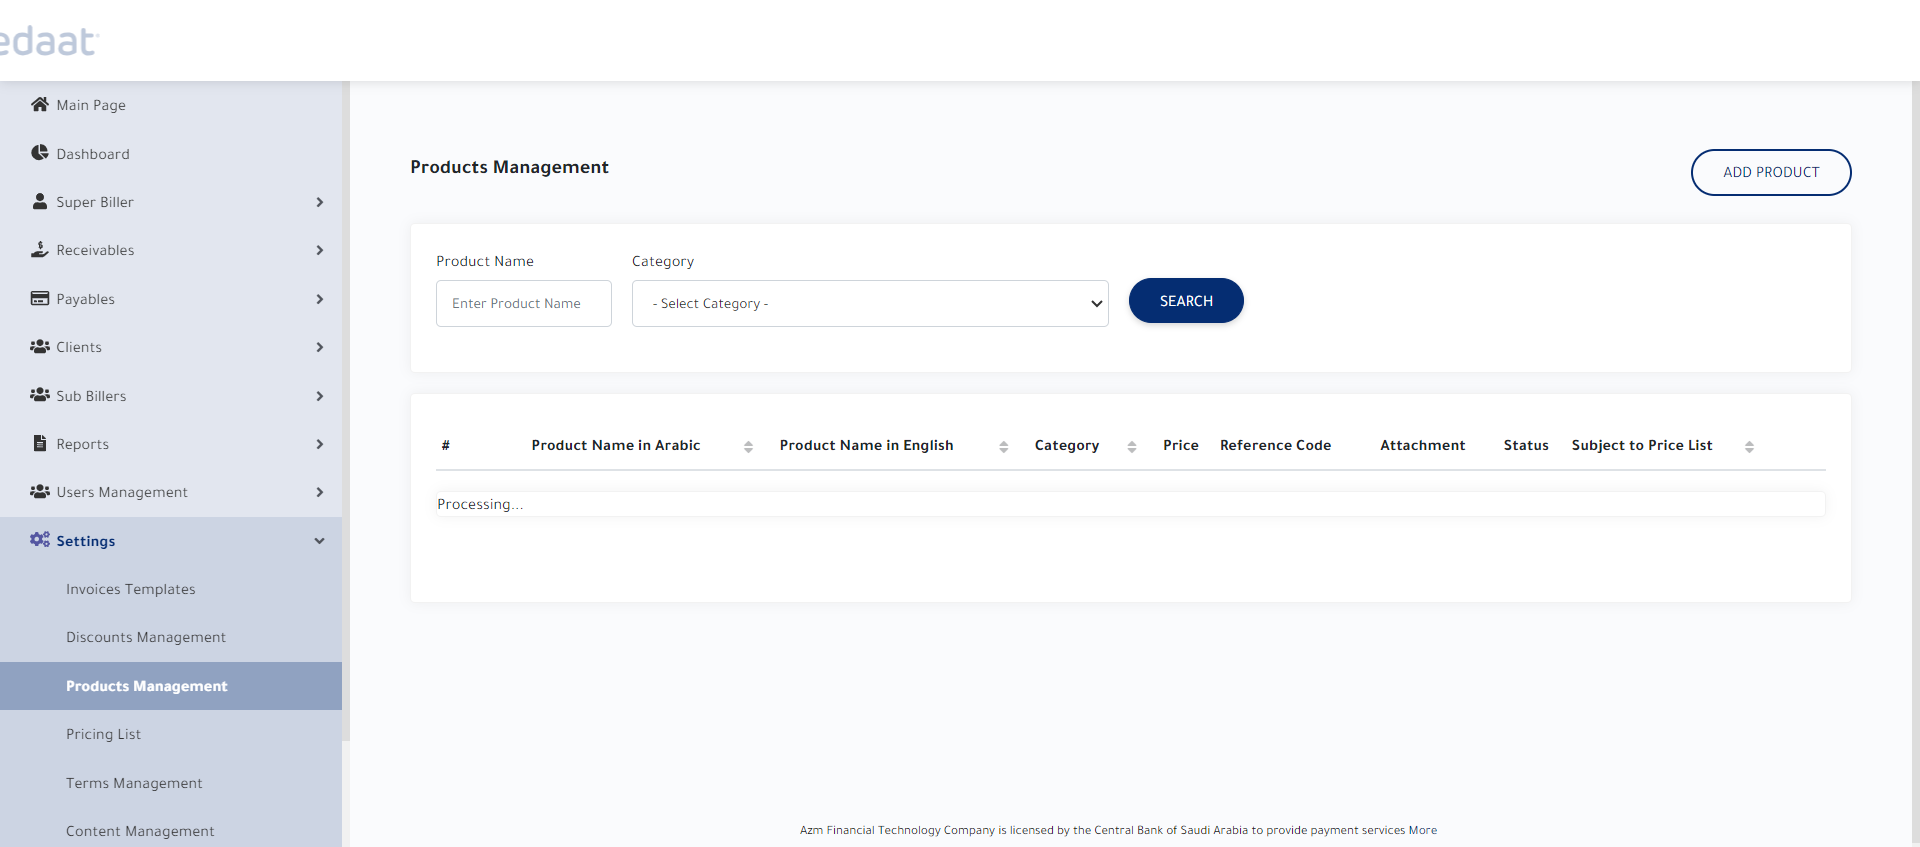 edaat
Main Page
Dashboard
Super Biller
Receivables
Payables
Clients
Sub Billers
Reports
Users Management
Settings
Invoices Templates
Discounts Management
Products Management
Pricing List
Terms Management
Content Management
Products Management
ADD PRODUCT
Product Name
Category
Enter Product Name
- Select Category -
SEARCH
# Product Name in Arabic Product Name in English Category Price Reference Code Attachment Status Subject to Price List
Processing...
Azm Financial Technology Company is licensed by the Central Bank of Saudi Arabia to provide payment services More